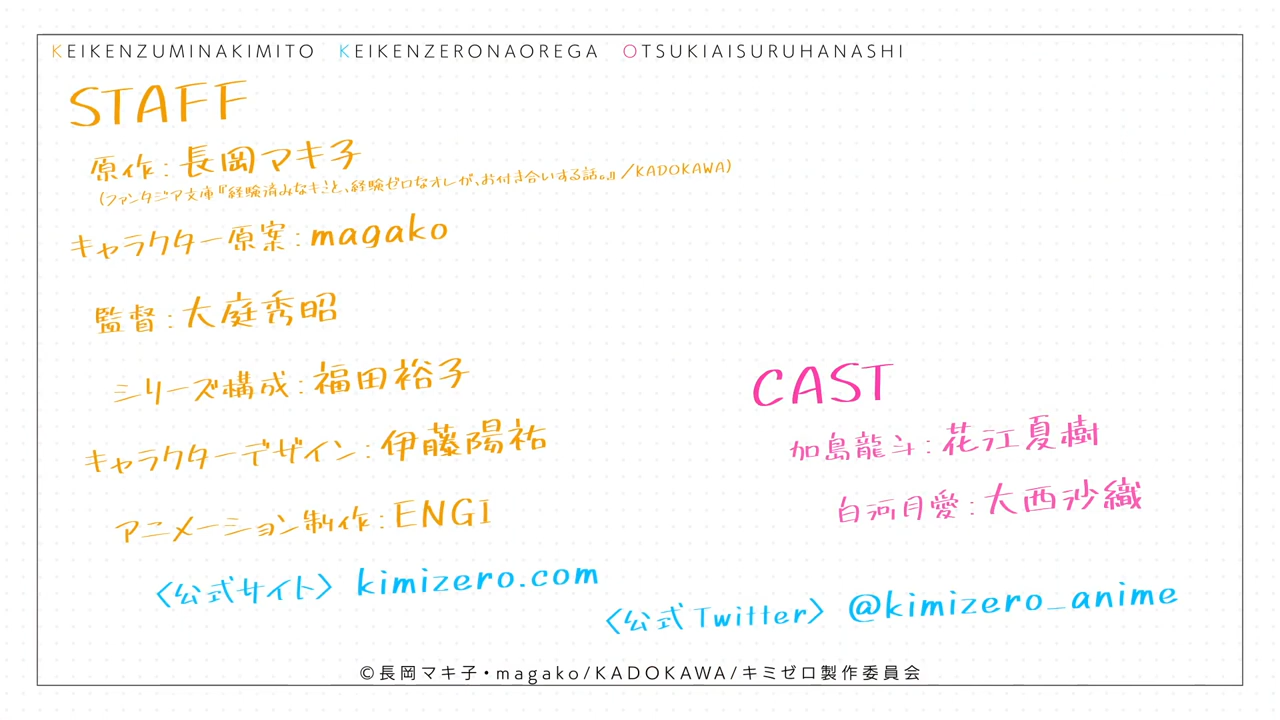 KEIKENZUMINAKIMITO KEIKENZERONAOREGA OTSUKIAISURUHANASHI
STAFF
原作:長岡マキ子
(ファンタジア文庫『経験済みなキミと、経験ゼロなオレが、お付き合いする話。』/KADOKAWA)
キャラクター原案:magako
監督:大庭秀昭
シリーズ構成:福田裕子
キャラクターデザイン:伊藤陽祐
アニメーション制作:ENGI
CAST
加島龍斗:花江夏樹
白河月愛:大西沙織
〈公式サイト〉 kimizero.com
〈公式Twitter〉 @kimizero_anime
©長岡マキ子・magako/KADOKAWA/キミゼロ製作委員会